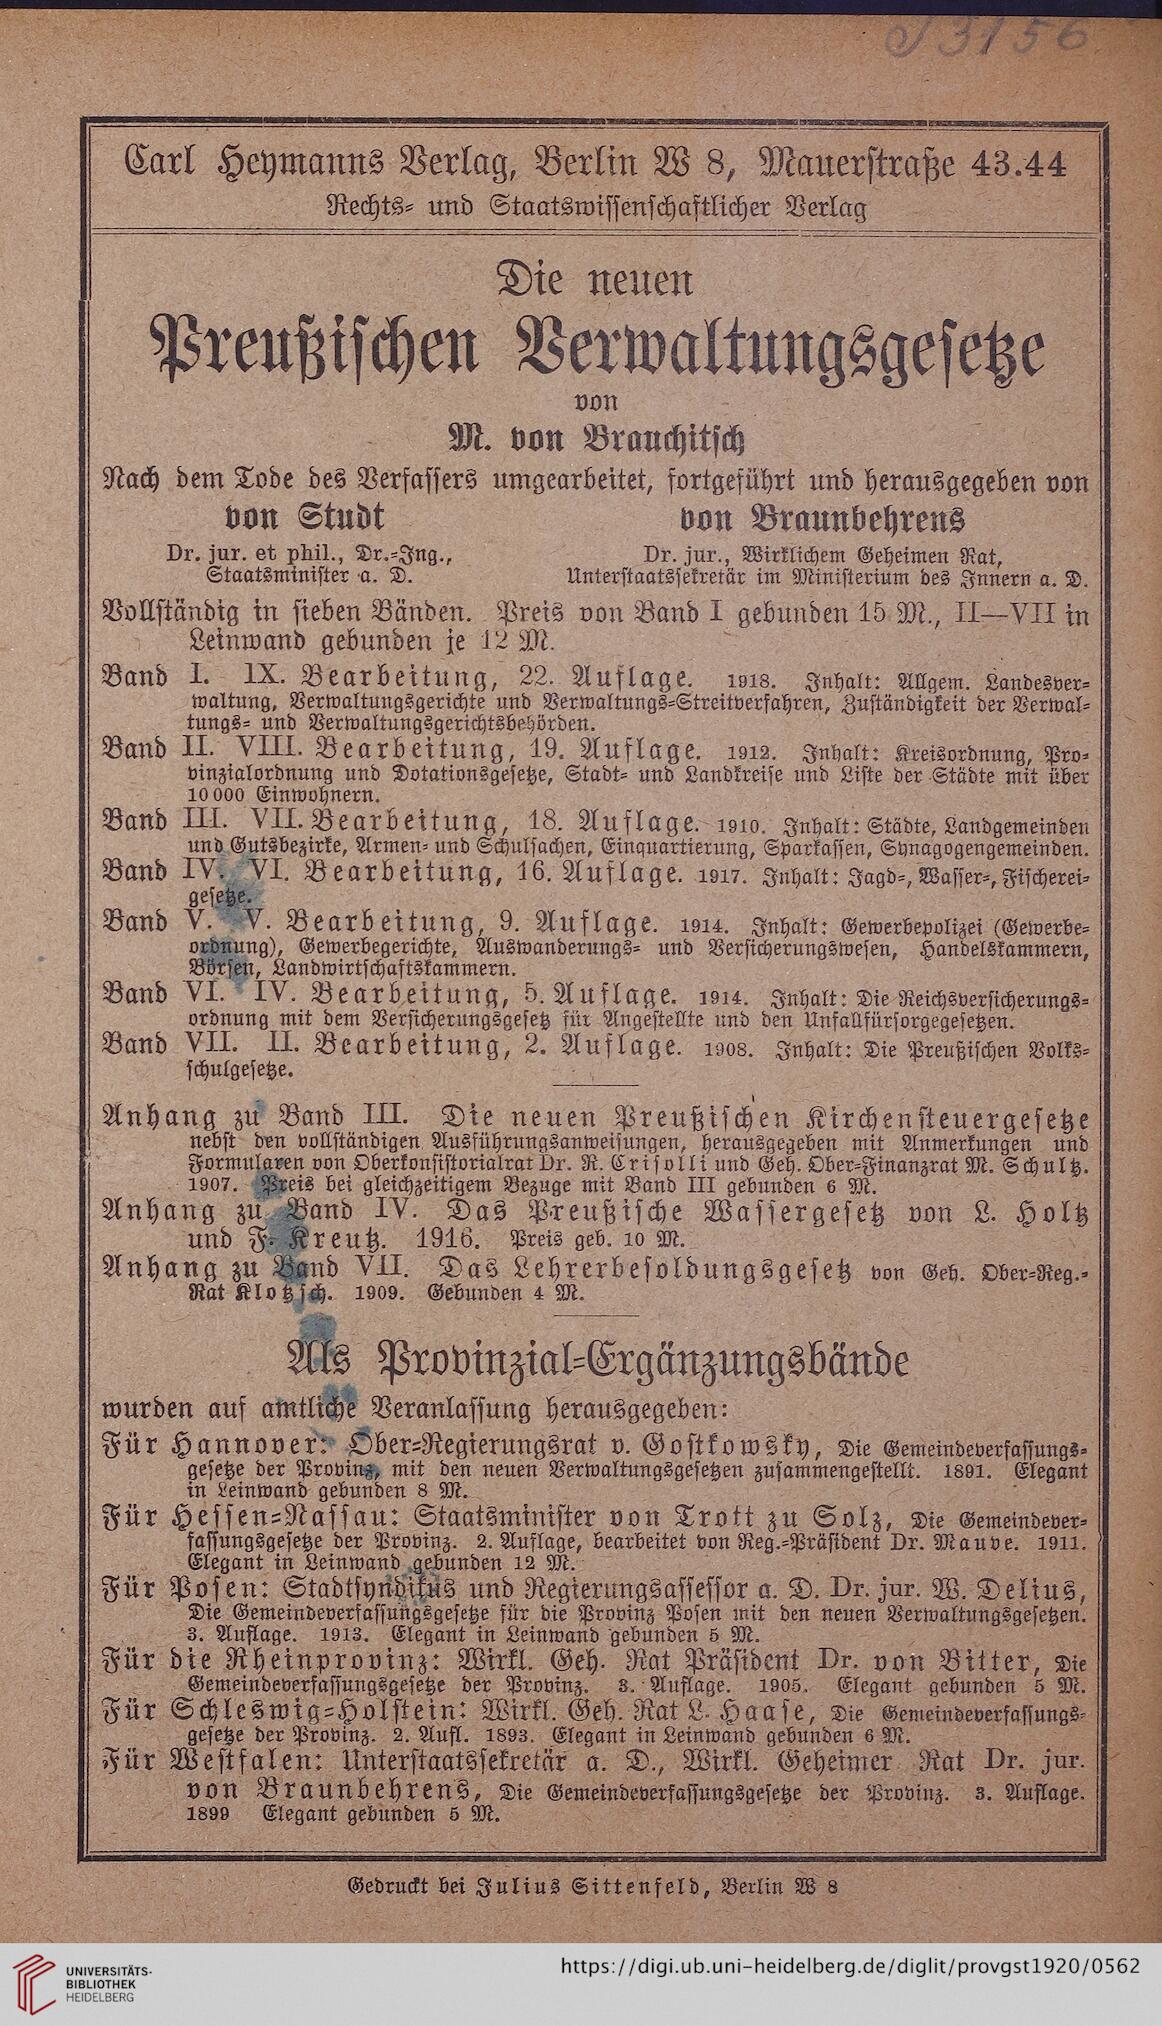 J 3156
Carl Heymanns Verlag, Berlin W 8, Mauerstraße 43.44
Rechts- und Staatswissenschaftlicher Verlag
Die neuen
Preußischen Verwaltungsgesetze
von
M. von Brauchitsch
Nach dem Tode des Verfassers umgearbeitet, fortgeführt und herausgegeben von
von Studt von Braunbehrens
Dr. jur. et phil., Dr.-Ing., Dr. jur., Wirklichem Geheimen Rat,
Staatsminister a. D. Unterstaatssekretär im Ministerium des Innern a. D.
Vollständig in sieben Bänden. Preis von Band I gebunden 15 M., II—VII in
Leinwand gebunden je 12 M.
Band I. IX. Bearbeitung, 22. Auflage. 1918. Inhalt: Allgem. Landesver-
waltung, Verwaltungsgerichte und Verwaltungs-Streitverfahren, Zuständigkeit der Verwal-
tungs- und Verwaltungsgerichtsbehörden.
Band II. VIII. Bearbeitung, 19. Auflage. 1912. Inhalt: Kreisordnung, Pro-
vinzialordnung und Dotationsgesetze, Stadt- und Landkreise und Liste der Städte mit über
10 000 Einwohnern.
Band III. VII. Bearbeitung, 18. Auflage. 1910. Inhalt: Städte, Landgemeinden
und Gutsbezirke, Armen- und Schulsachen, Einquartierung, Sparkassen, Synagogengemeinden.
Band IV. VI. Bearbeitung, 16. Auflage. 1917. Inhalt: Jagd-, Wasser-, Fischerei-
gesetze.
Band V. V. Bearbeitung, 9. Auflage. 1914. Inhalt: Gewerbepolizei (Gewerbe-
ordnung), Gewerbegerichte, Auswanderungs- und Versicherungswesen, Handelskammern,
Börsen, Landwirtschaftskammern.
Band VI. IV. Bearbeitung, 5. Auflage. 1914. Inhalt: Die Reichsversicherungs-
ordnung mit dem Versicherungsgesetz für Angestellte und den Unfallfürsorgegesetzen.
Band VII. II. Bearbeitung, 2. Auflage. 1908. Inhalt: Die Preußischen Volks-
schulgesetze.
Anhang zu Band III. Die neuen Preußischen Kirchensteuergesetze
nebst den vollständigen Ausführungsanweisungen, herausgegeben mit Anmerkungen und
Formularen von Oberkonsistorialrat Dr. R. Crisolli und Geh. Ober-Finanzrat M. Schultz.
1907. Preis bei gleichzeitigem Bezuge mit Band III gebunden 6 M.
Anhang zu Band IV. Das Preußische Wassergesetz von L. Holtz
und F. Kreutz. 1916. Preis geb. 10 M.
Anhang zu Band VII. Das Lehrerbesoldungsgesetz von Geh. Ober-Reg.-
Rat Klotzsch. 1909. Gebunden 4 M.
Als Provinzial-Ergänzungsbände
wurden auf amtliche Veranlassung herausgegeben:
Für Hannover: Ober-Regierungsrat v. Gostkowsky, Die Gemeindeverfassungs-
gesetze der Provinz, mit den neuen Verwaltungsgesetzen zusammengestellt. 1891. Elegant
in Leinwand gebunden 8 M.
Für Hessen-Nassau: Staatsminister von Trott zu Solz, Die Gemeindever-
fassungsgesetze der Provinz. 2. Auflage, bearbeitet von Reg.-Präsident Dr. Mauve. 1911.
Elegant in Leinwand gebunden 12 M.
Für Posen: Stadtsyndikus und Regierungsassessor a. D. Dr. jur. W. Delius,
Die Gemeindeverfassungsgesetze für die Provinz Posen mit den neuen Verwaltungsgesetzen.
3. Auflage. 1913. Elegant in Leinwand gebunden 5 M.
Für die Rheinprovinz: Wirkl. Geh. Rat Präsident Dr. von Bitter, Die
Gemeindeverfassungsgesetze der Provinz. 3. Auflage. 1905. Elegant gebunden 5 M.
Für Schleswig-Holstein: Wirkl. Geh. Rat L. Haase, Die Gemeindeverfassungs-
gesetze der Provinz. 2. Aufl. 1893. Elegant in Leinwand gebunden 6 M.
Für Westfalen: Unterstaatssekretär a. D., Wirkl. Geheimer Rat Dr. jur.
von Braunbehrens, Die Gemeindeverfassungsgesetze der Provinz. 3. Auflage.
1899 Elegant gebunden 5 M.
Gedruckt bei Julius Sittenfeld, Berlin W 8
UNIVERSITÄTS-
BIBLIOTHEK
HEIDELBERG
https://digi.ub.uni-heidelberg.de/diglit/provgst1920/0562